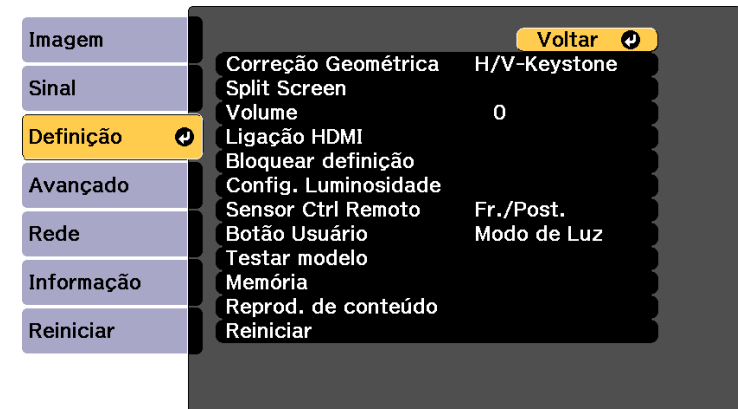 Imagem
Sinal
Definição
Avançado
Rede
Informação
Reiniciar
Voltar
Correção Geométrica H/V-Keystone
Split Screen
Volume 0
Ligação HDMI
Bloquear definição
Config. Luminosidade
Sensor Ctrl Remoto Fr./Post.
Botão Usuário Modo de Luz
Testar modelo
Memória
Reprod. de conteúdo
Reiniciar